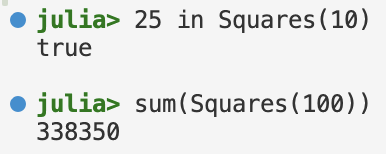 julia> 25 in Squares(10)
true
julia> sum(Squares(100))
338350